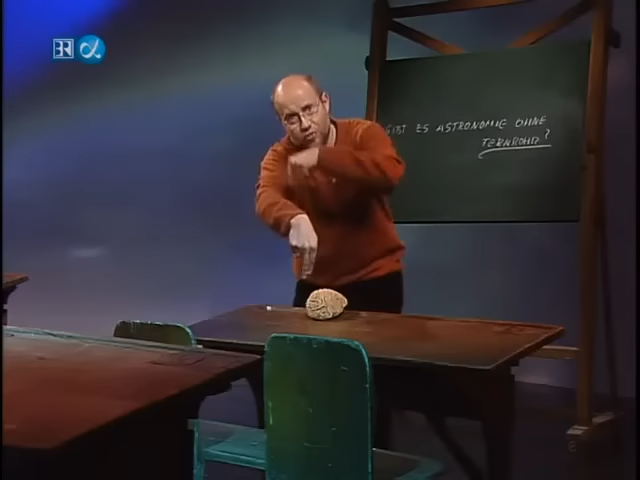 BR α
GIBT ES ASTRONOMIE OHNE
FERNROHR?